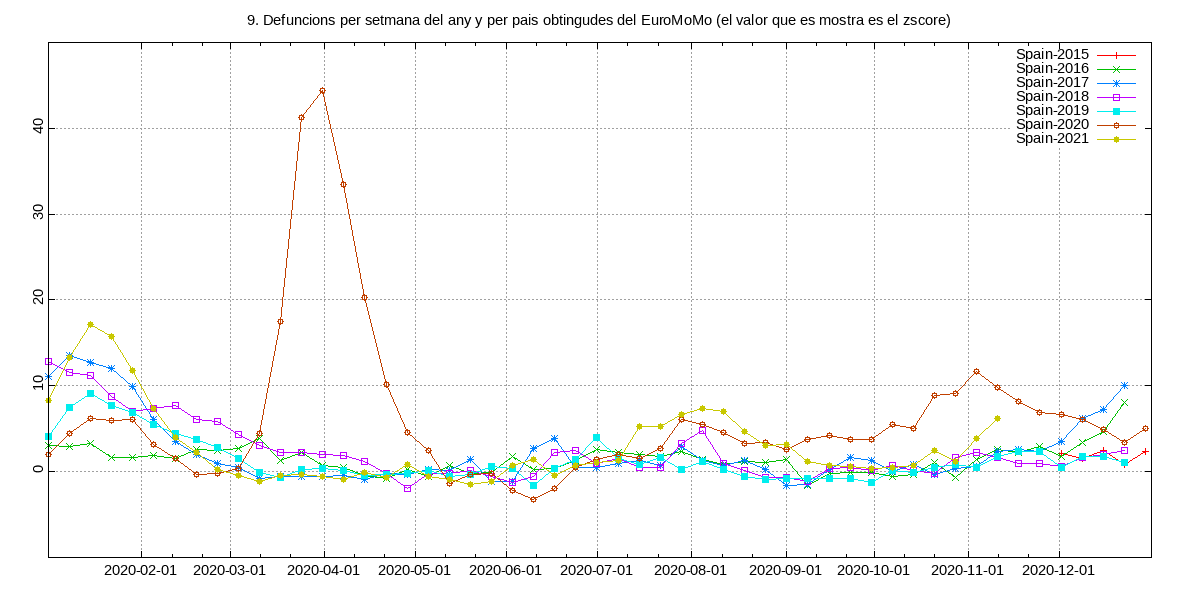 9. Defuncions per setmana del any y per pais obtingudes del EuroMoMo (el valor que es mostra es el zscore)
Spain-2015
Spain-2016
Spain-2017
Spain-2018
Spain-2019
Spain-2020
Spain-2021
40
30
20
10
0
2020-02-01 2020-03-01 2020-04-01 2020-05-01 2020-06-01 2020-07-01 2020-08-01 2020-09-01 2020-10-01 2020-11-01 2020-12-01